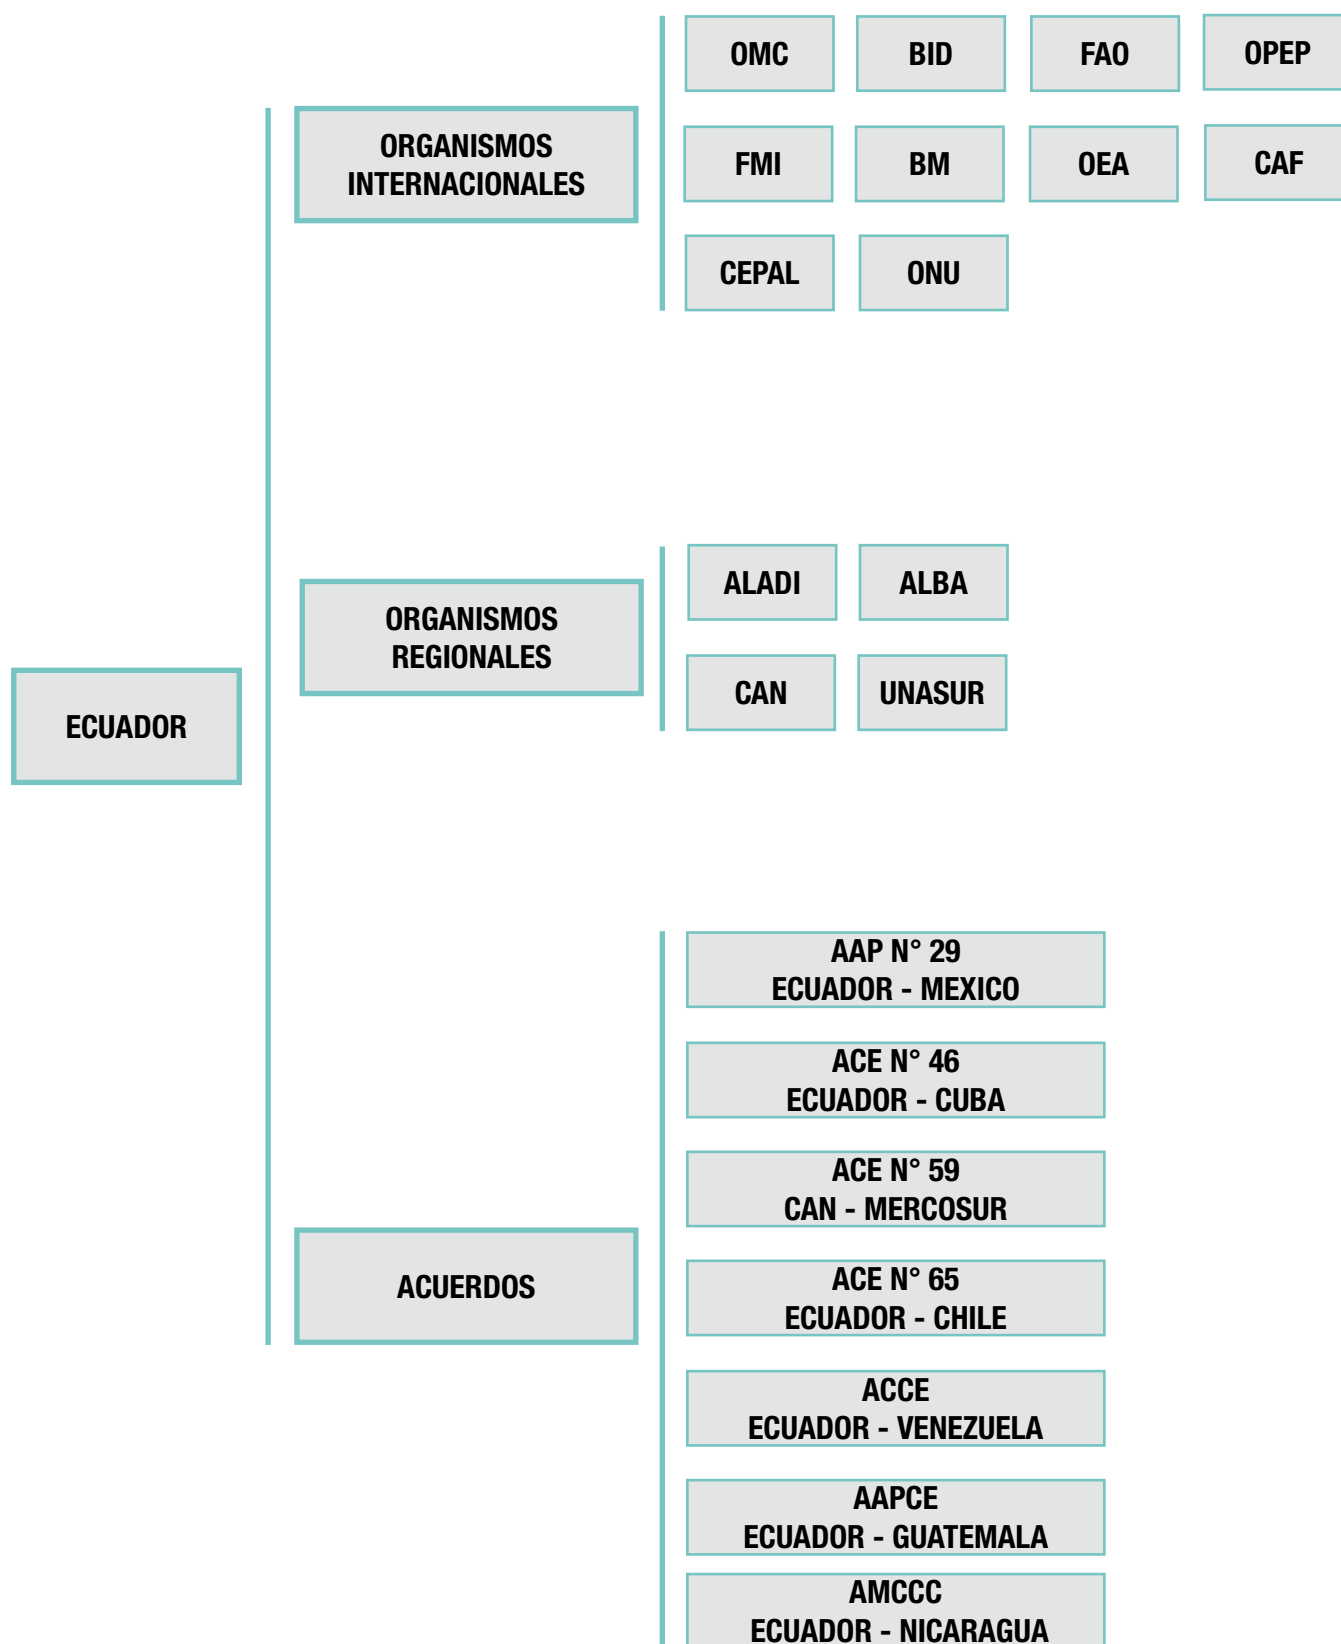 ECUADOR
ORGANISMOS
INTERNACIONALES
OMC
BID
FAO
OPEP
FMI
BM
OEA
CAF
CEPAL
ONU
ORGANISMOS
REGIONALES
ALADI
ALBA
CAN
UNASUR
ACUERDOS
AAP N° 29
ECUADOR - MEXICO
ACE N° 46
ECUADOR - CUBA
ACE N° 59
CAN - MERCOSUR
ACE N° 65
ECUADOR - CHILE
ACCE
ECUADOR - VENEZUELA
AAPCE
ECUADOR - GUATEMALA
AMCCC
ECUADOR - NICARAGUA